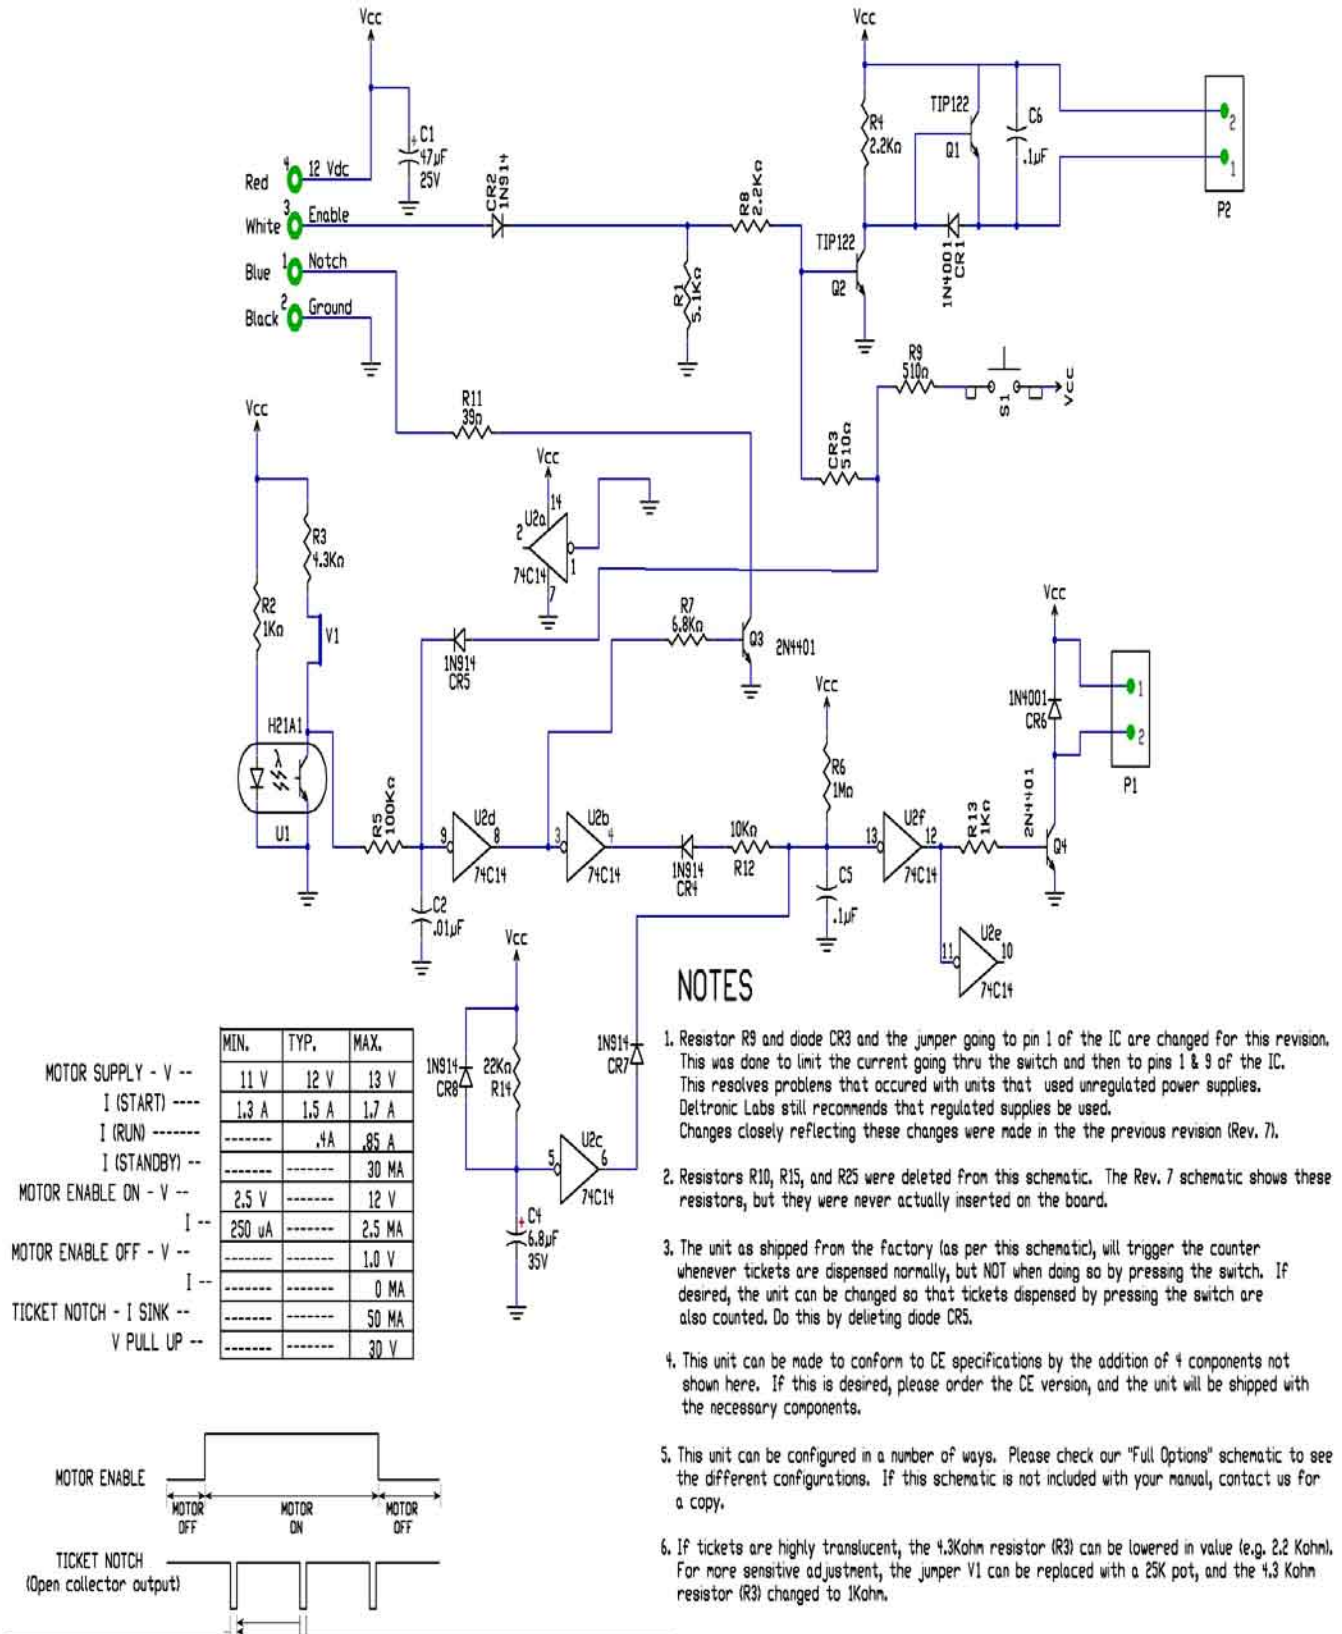 Vcc
C1
47µF
25V
Red
4
12 Vdc
White
3
Enable
Blue
1
Notch
Black
2
Ground
CR2
1N914
R1
5.1KΩ
R8
2.2KΩ
Vcc
R4
2.2KΩ
TIP122
Q1
C6
.1µF
TIP122
Q2
1N4001
CR1
2
1
P2
R9
510Ω
S1
Vcc
CR3
510Ω
R11
39Ω
Vcc
R3
4.3KΩ
R2
1KΩ
V1
H21A1
U1
Vcc
14
U2a
2
1
74C14
7
1N914
CR5
R7
6.8KΩ
Q3
2N4401
R5
100KΩ
C2
.01µF
9
U2d
8
74C14
3
U2b
4
74C14
1N914
CR4
10KΩ
R12
Vcc
R6
1MΩ
C5
.1µF
13
U2f
12
74C14
R13
1KΩ
2N4401
Q4
Vcc
1N4001
CR6
1
2
P1
11
U2e
10
74C14
Vcc
1N914
CR8
22KΩ
R14
5
U2c
6
74C14
C4
6.8µF
35V
1N914
CR7
MIN. TYP. MAX.
MOTOR SUPPLY - V -- 11 V 12 V 13 V
I (START) ---- 1.3 A 1.5 A 1.7 A
I (RUN) ------- ------- .4A .85 A
I (STANDBY) -- ------- ------- 30 MA
MOTOR ENABLE ON - V -- 2.5 V ------- 12 V
I -- 250 uA ------- 2.5 MA
MOTOR ENABLE OFF - V -- ------- ------- 1.0 V
I -- ------- ------- 0 MA
TICKET NOTCH - I SINK -- ------- ------- 50 MA
V PULL UP -- ------- ------- 30 V
MOTOR ENABLE
MOTOR OFF
MOTOR ON
MOTOR OFF
TICKET NOTCH
(Open collector output)
NOTES
1. Resistor R9 and diode CR3 and the jumper going to pin 1 of the IC are changed for this revision.
This was done to limit the current going thru the switch and then to pins 1 & 9 of the IC.
This resolves problems that occured with units that used unregulated power supplies.
Deltronic Labs still recommends that regulated supplies be used.
Changes closely reflecting these changes were made in the the previous revision (Rev. 7).
2. Resistors R10, R15, and R25 were deleted from this schematic. The Rev. 7 schematic shows these
resistors, but they were never actually inserted on the board.
3. The unit as shipped from the factory (as per this schematic), will trigger the counter
whenever tickets are dispensed normally, but NOT when doing so by pressing the switch. If
desired, the unit can be changed so that tickets dispensed by pressing the switch are
also counted. Do this by delieting diode CR5.
4. This unit can be made to conform to CE specifications by the addition of 4 components not
shown here. If this is desired, please order the CE version, and the unit will be shipped with
the necessary components.
5. This unit can be configured in a number of ways. Please check our "Full Options" schematic to see
the different configurations. If this schematic is not included with your manual, contact us for
a copy.
6. If tickets are highly translucent, the 4.3Kohm resistor (R3) can be lowered in value (e.g. 2.2 Kohm).
For more sensitive adjustment, the jumper V1 can be replaced with a 25K pot, and the 4.3 Kohm
resistor (R3) changed to 1Kohm.